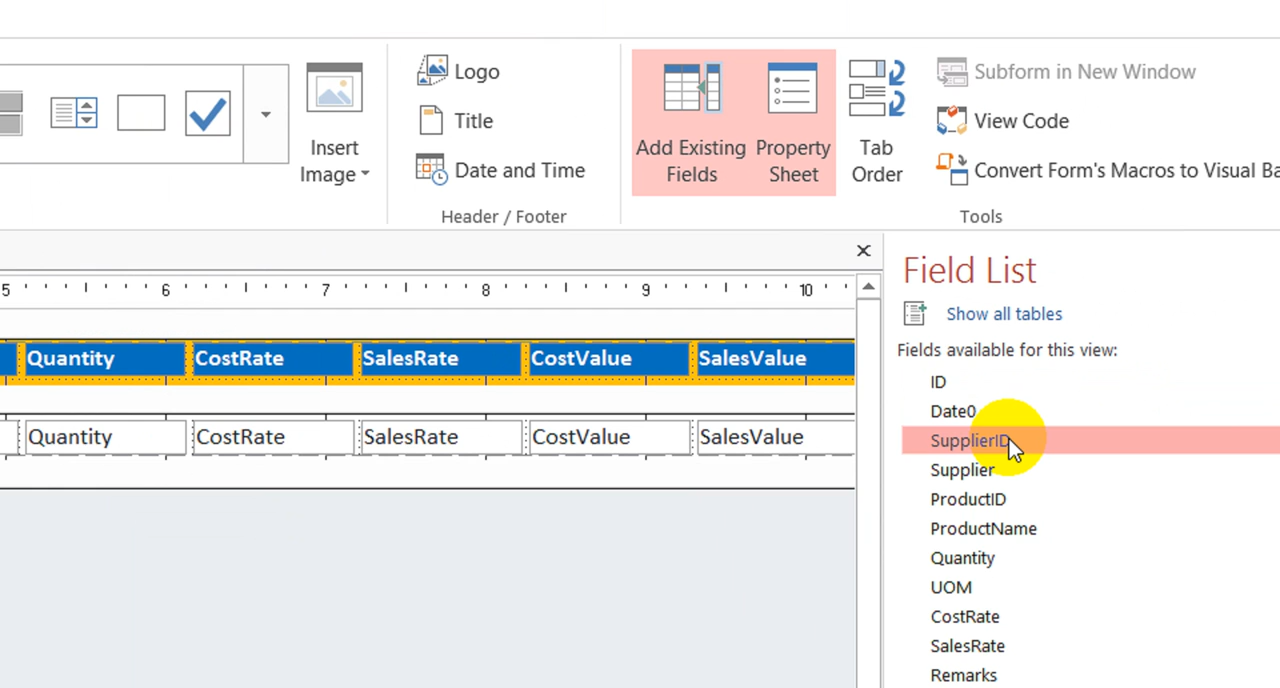 Logo
Title
Date and Time
Header / Footer
Insert
Image
Add Existing
Fields
Property
Sheet
Tab
Order
Subform in New Window
View Code
Convert Form's Macros to Visual Ba
Tools
5 6 7 8 9 10
Quantity CostRate SalesRate CostValue SalesValue
Quantity CostRate SalesRate CostValue SalesValue
Field List
Show all tables
Fields available for this view:
ID
Date0
SupplierID
Supplier
ProductID
ProductName
Quantity
UOM
CostRate
SalesRate
Remarks